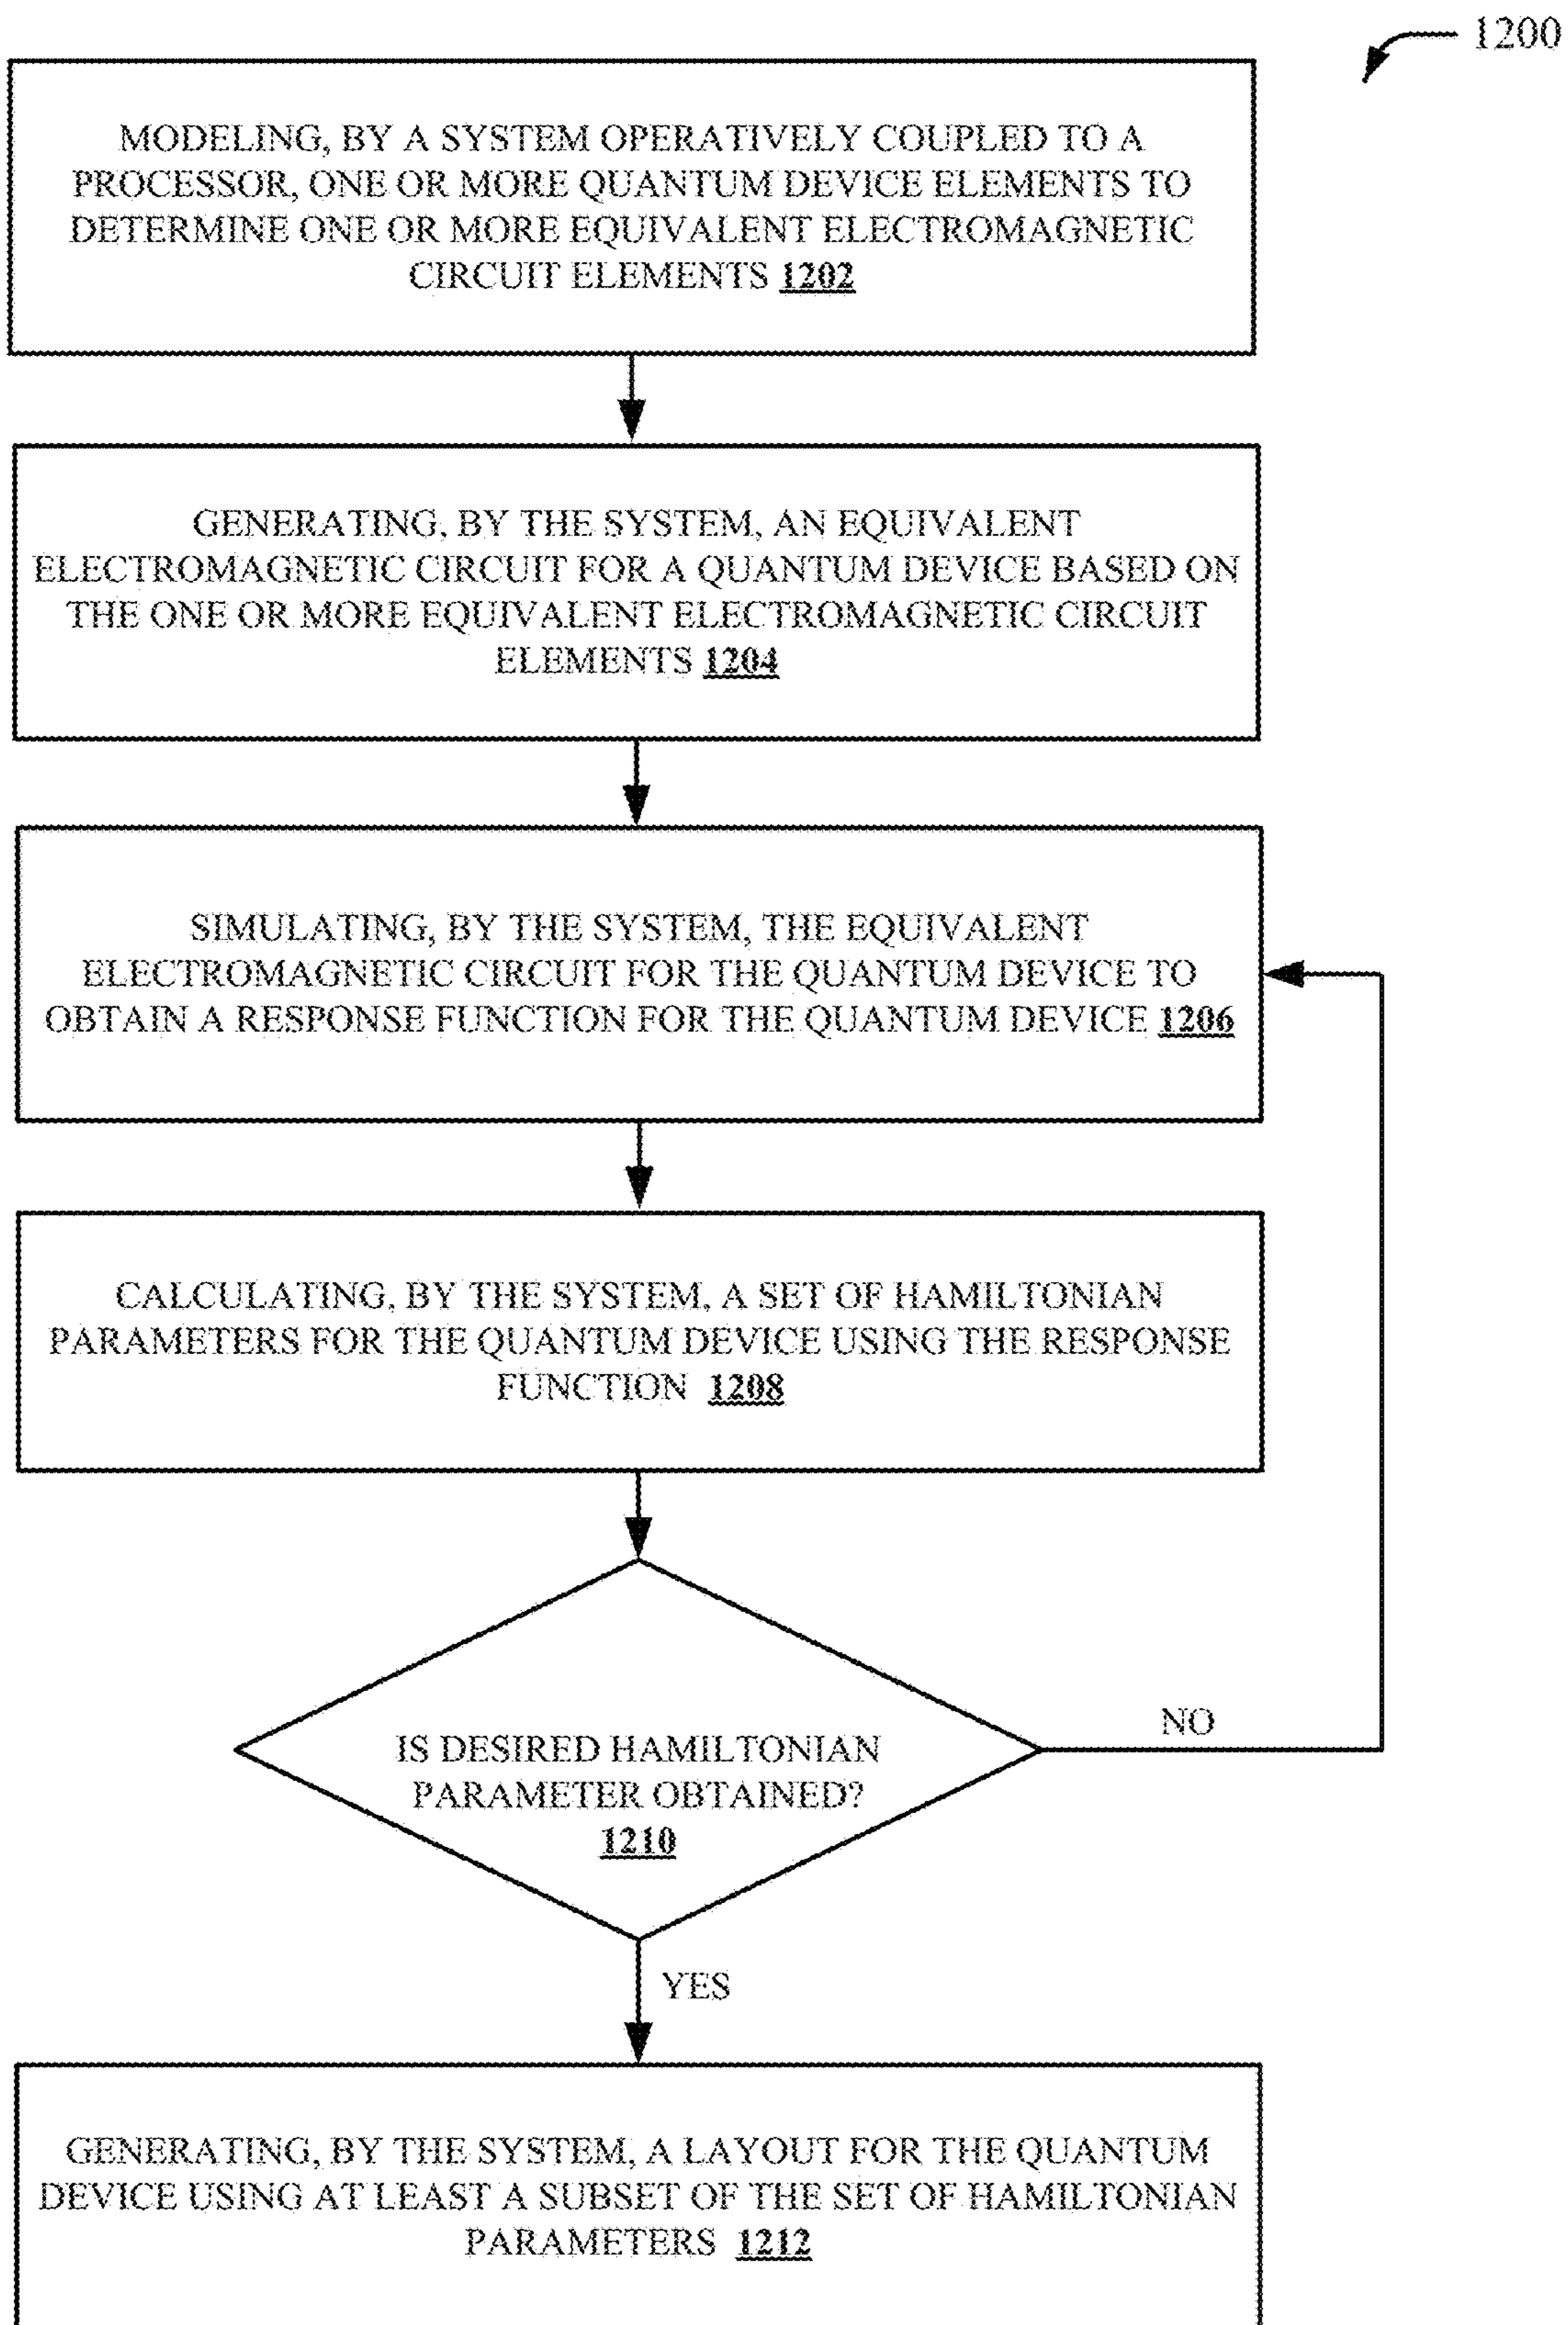 1200
MODELING, BY A SYSTEM OPERATIVELY COUPLED TO A
PROCESSOR, ONE OR MORE QUANTUM DEVICE ELEMENTS TO
DETERMINE ONE OR MORE EQUIVALENT ELECTROMAGNETIC
CIRCUIT ELEMENTS 1202
GENERATING, BY THE SYSTEM, AN EQUIVALENT
ELECTROMAGNETIC CIRCUIT FOR A QUANTUM DEVICE BASED ON
THE ONE OR MORE EQUIVALENT ELECTROMAGNETIC CIRCUIT
ELEMENTS 1204
SIMULATING, BY THE SYSTEM, THE EQUIVALENT
ELECTROMAGNETIC CIRCUIT FOR THE QUANTUM DEVICE TO
OBTAIN A RESPONSE FUNCTION FOR THE QUANTUM DEVICE 1206
CALCULATING, BY THE SYSTEM, A SET OF HAMILTONIAN
PARAMETERS FOR THE QUANTUM DEVICE USING THE RESPONSE
FUNCTION 1208
NO
IS DESIRED HAMILTONIAN
PARAMETER OBTAINED?
1210
YES
GENERATING, BY THE SYSTEM, A LAYOUT FOR THE QUANTUM
DEVICE USING AT LEAST A SUBSET OF THE SET OF HAMILTONIAN
PARAMETERS 1212